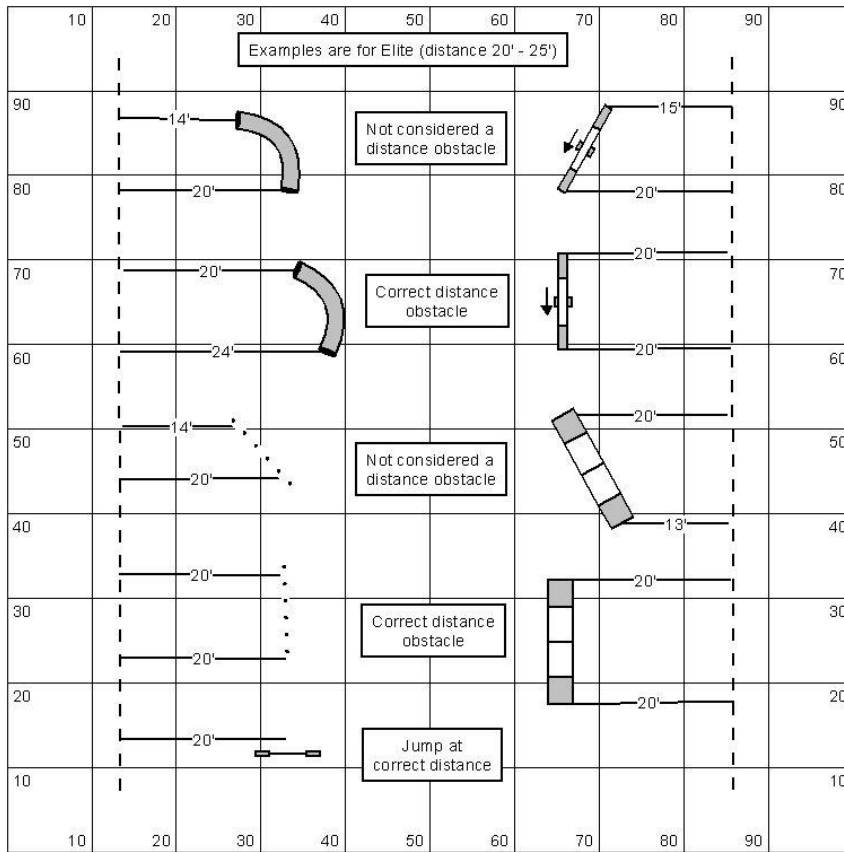 10 20 30 40 50 60 70 80 90
Examples are for Elite (distance 20' - 25')
90 90
14' 15'
Not considered a
distance obstacle
80 20' 20' 80
20' 20'
70 70
Correct distance
obstacle
60 24' 20' 60
20'
14'
50 50
Not considered a
distance obstacle
20'
40 13' 40
20' 20'
30 30
Correct distance
obstacle
20'
20 20' 20
20'
Jump at
correct distance
10 10
10 20 30 40 50 60 70 80 90